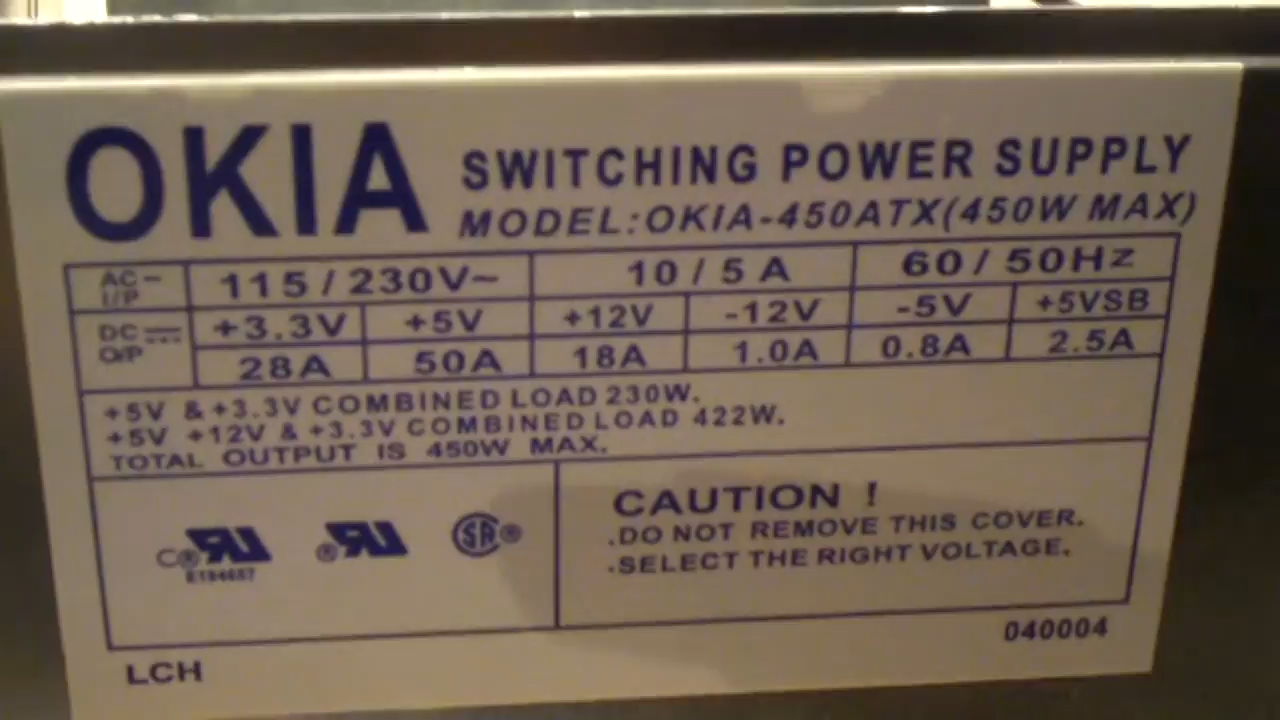 OKIA SWITCHING POWER SUPPLY
MODEL:OKIA-450ATX(450W MAX)
AC~ I/P 115/230V~ 10/5A 60/50Hz
DC O/P +3.3V +5V +12V -12V -5V +5VSB
28A 50A 18A 1.0A 0.8A 2.5A
+5V & +3.3V COMBINED LOAD 230W.
+5V +12V & +3.3V COMBINED LOAD 422W.
TOTAL OUTPUT IS 450W MAX.
CAUTION !
.DO NOT REMOVE THIS COVER.
.SELECT THE RIGHT VOLTAGE.
040004
LCH